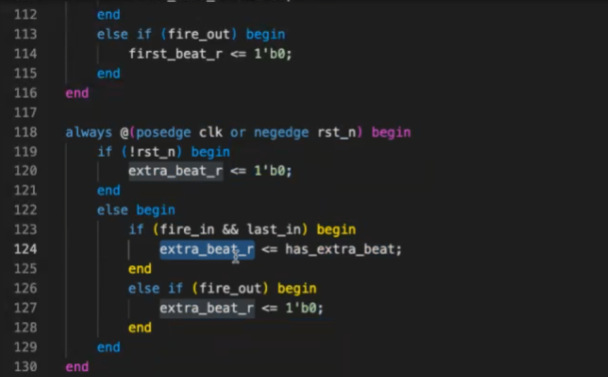 112 end
113 else if (fire_out) begin
114 first_beat_r <= 1'b0;
115 end
116 end
117
118 always @(posedge clk or negedge rst_n) begin
119 if (!rst_n) begin
120 extra_beat_r <= 1'b0;
121 end
122 else begin
123 if (fire_in && last_in) begin
124 extra_beat_r <= has_extra_beat;
125 end
126 else if (fire_out) begin
127 extra_beat_r <= 1'b0;
128 end
129 end
130 end